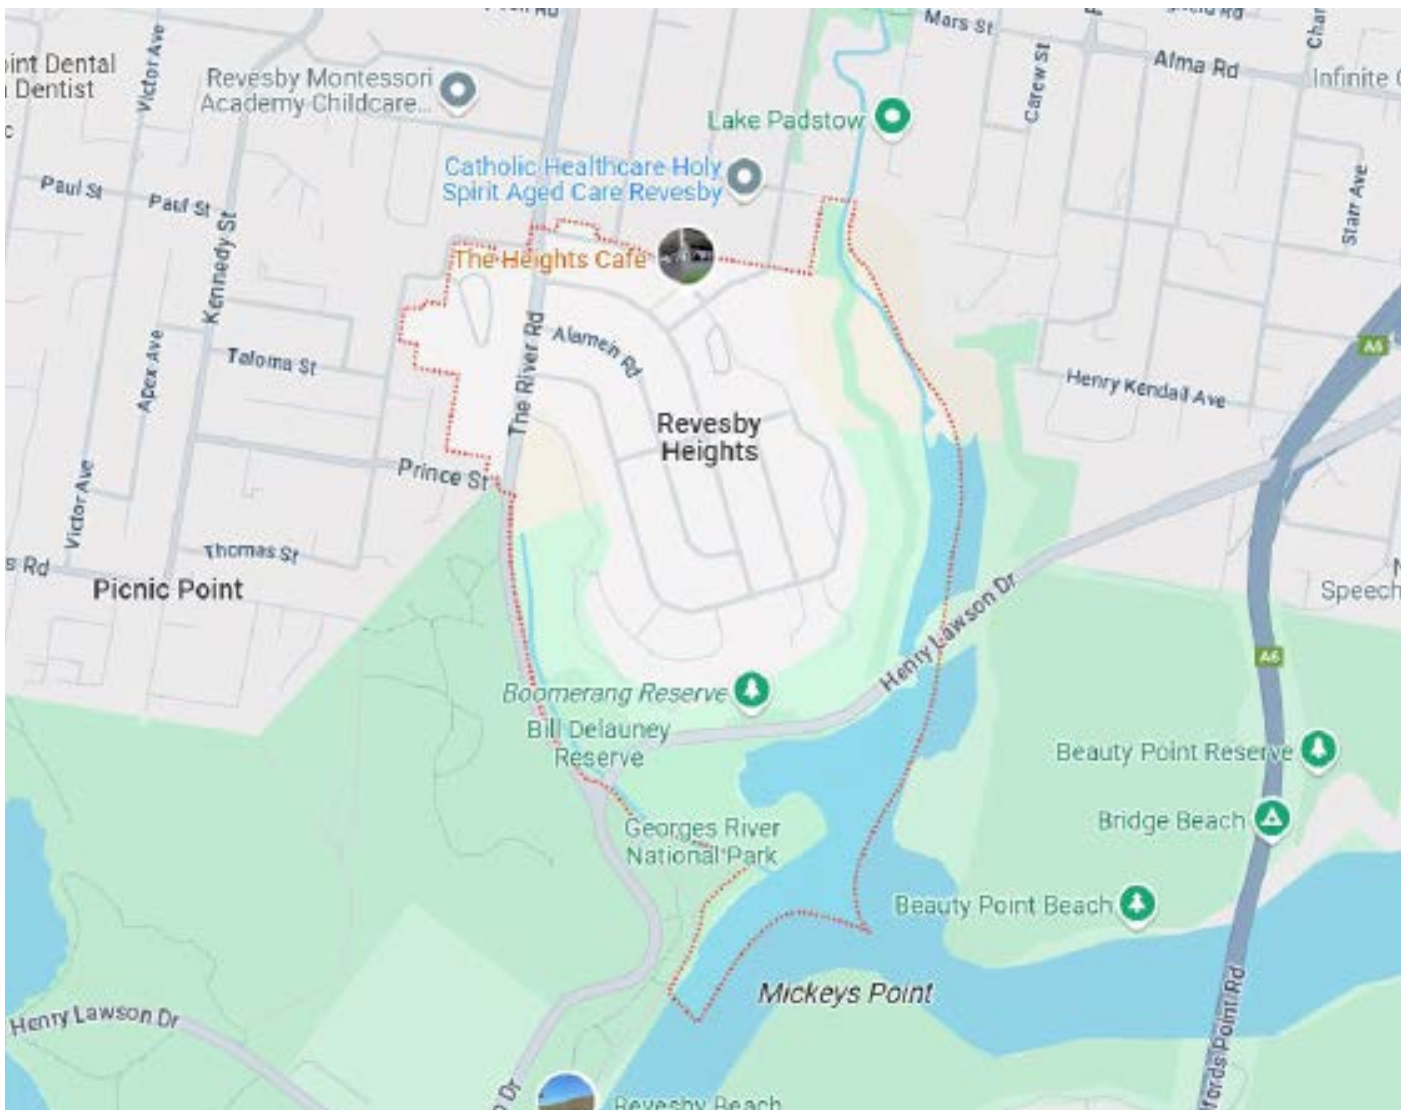 Mars St
Alma Rd
Carew St
Victor Ave
Revesby Montessori
Academy Childcare...
Lake Padstow
Catholic Healthcare Holy
Spirit Aged Care Revesby
Paul St
Paul St
Kennedy St
Starr Ave
The Heights Cafe
Alamein Rd
The River Rd
Apex Ave
Taloma St
A6
Henry Kendall Ave
Revesby
Heights
Prince St
Victor Ave
Thomas St
s Rd
Picnic Point
Speech
Henry Lawson Dr
A6
Boomerang Reserve
Bill Delauney
Reserve
Beauty Point Reserve
Bridge Beach
Georges River
National Park
Beauty Point Beach
Mickeys Point
Henry Lawson Dr
fords Point Rd
Dr
Revesby Beach
int Dental
Dentist
c
Infinite
Cha